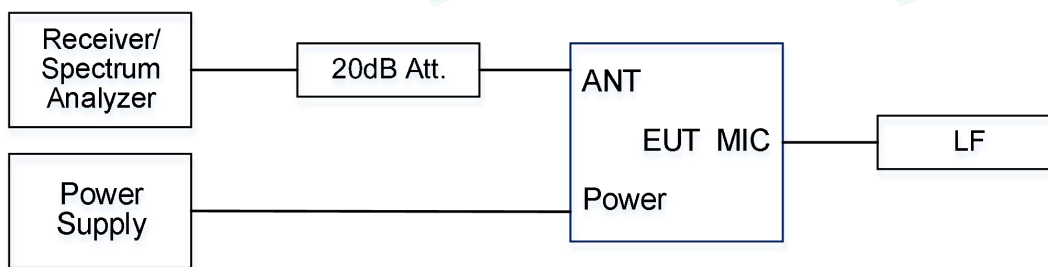 Receiver/
Spectrum
Analyzer
20dB Att.
ANT
EUT MIC
LF
Power
Supply
Power